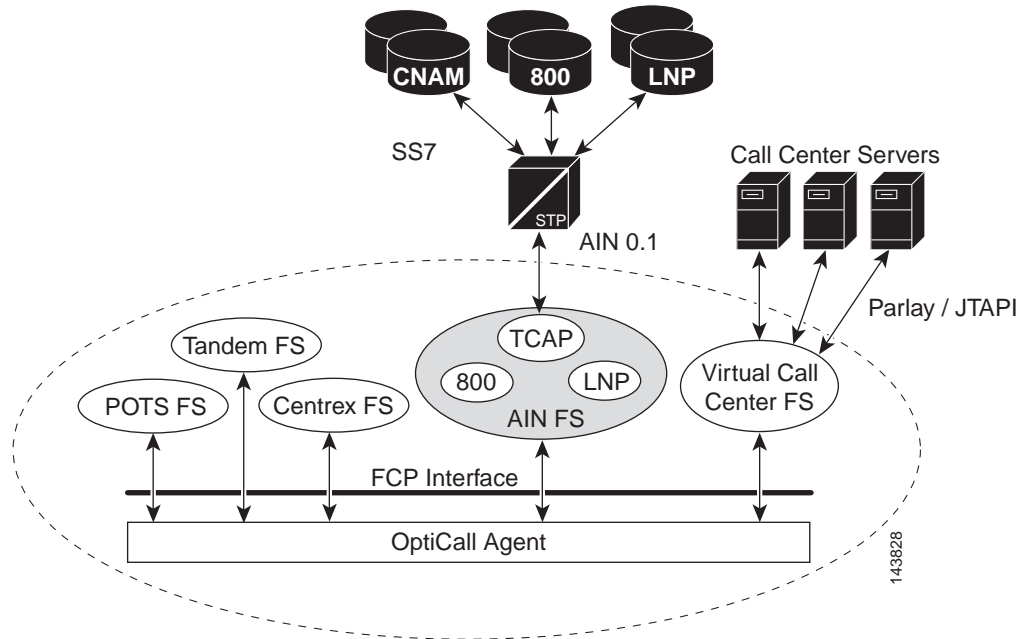 CNAM
800
LNP
SS7
STP
AIN 0.1
Call Center Servers
Parlay / JTAPI
Tandem FS
POTS FS
Centrex FS
TCAP
800
LNP
AIN FS
Virtual Call
Center FS
FCP Interface
OptiCall Agent
143828